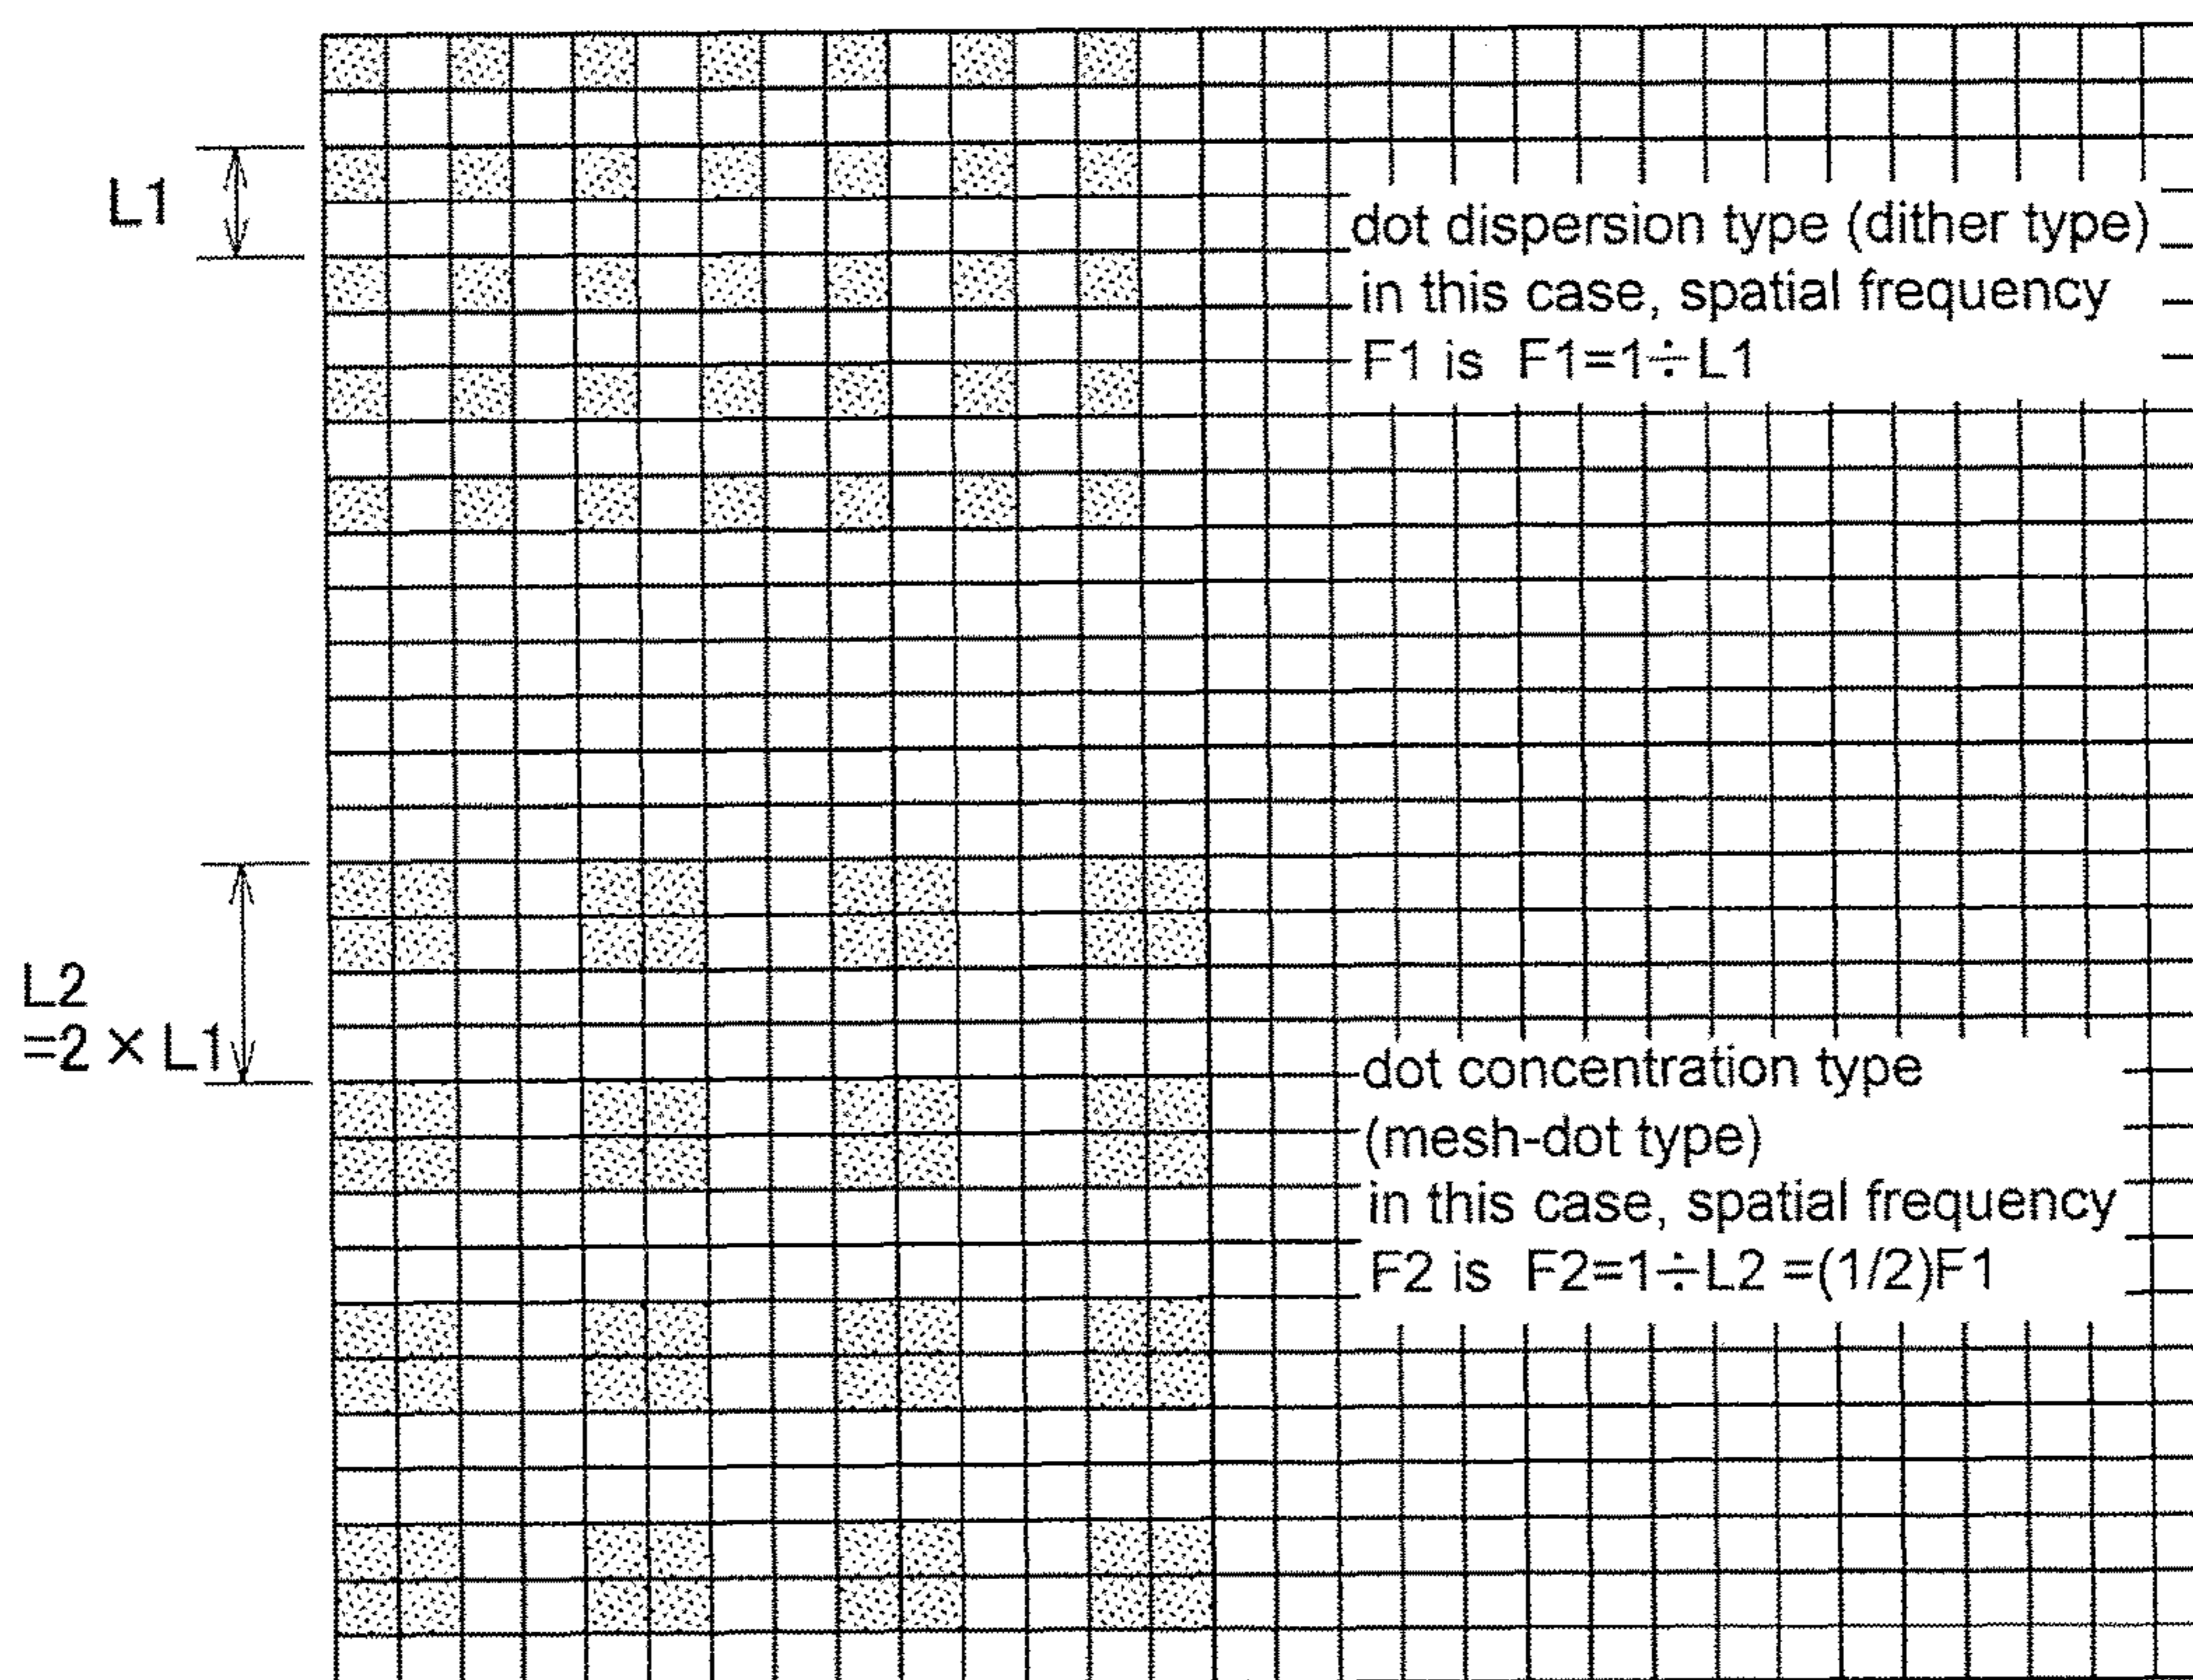 L1
dot dispersion type (dither type)
in this case, spatial frequency
F1 is F1=1÷L1
L2
=2 × L1
dot concentration type
(mesh-dot type)
in this case, spatial frequency
F2 is F2=1÷L2 =(1/2)F1